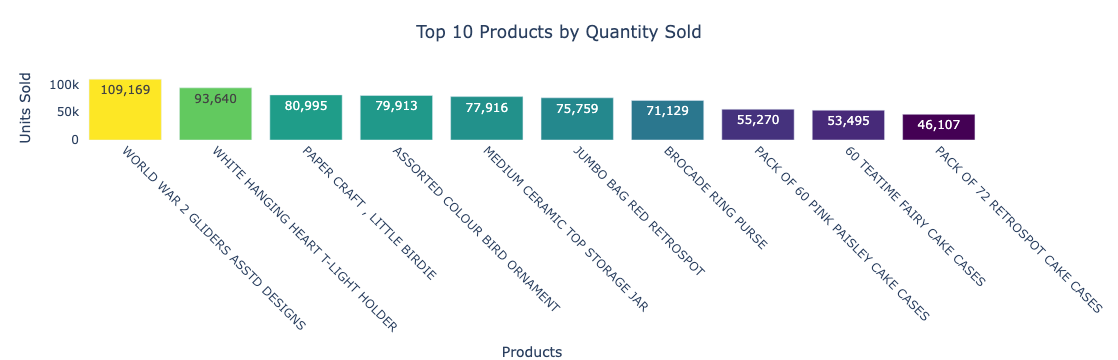 Top 10 Products by Quantity Sold
Units Sold
100k
50k
0
109,169
93,640
80,995
79,913
77,916
75,759
71,129
55,270
53,495
46,107
WORLD WAR 2 GLIDERS ASSTD DESIGNS
WHITE HANGING HEART T-LIGHT HOLDER
PAPER CRAFT , LITTLE BIRDIE
ASSORTED COLOUR BIRD ORNAMENT
MEDIUM CERAMIC TOP STORAGE JAR
JUMBO BAG RED RETROSPOT
BROCADE RING PURSE
PACK OF 60 PINK PAISLEY CAKE CASES
60 TEATIME FAIRY CAKE CASES
PACK OF 72 RETROSPOT CAKE CASES
Products